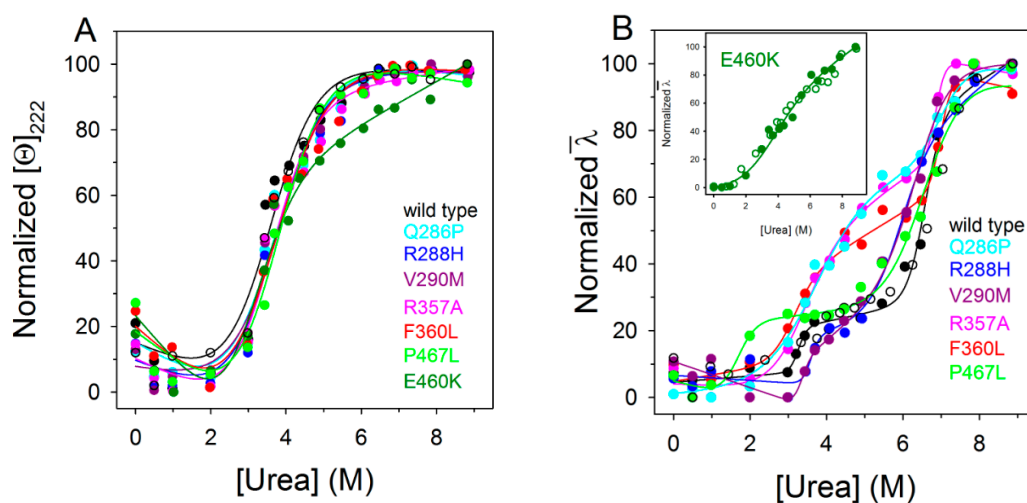 A
Normalized [Θ]222
100
80
60
40
20
0
0 2 4 6 8
[Urea] (M)
wild type
Q286P
R288H
V290M
R357A
F360L
P467L
E460K
B
Normalized λ̅
100
80
60
40
20
0
0 2 4 6 8
[Urea] (M)
E460K
Normalized λ̅
100
80
60
40
20
0
0 2 4 6 8
[Urea] (M)
wild type
Q286P
R288H
V290M
R357A
F360L
P467L